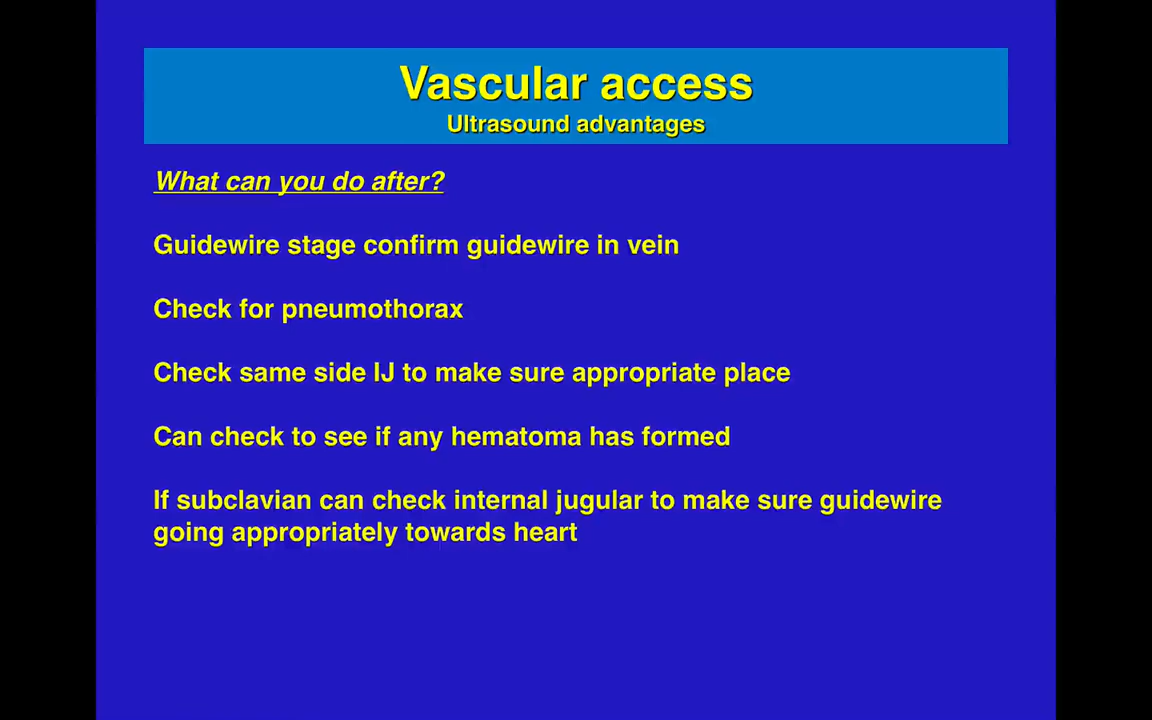 Vascular access
Ultrasound advantages
What can you do after?
Guidewire stage confirm guidewire in vein
Check for pneumothorax
Check same side IJ to make sure appropriate place
Can check to see if any hematoma has formed
If subclavian can check internal jugular to make sure guidewire
going appropriately towards heart